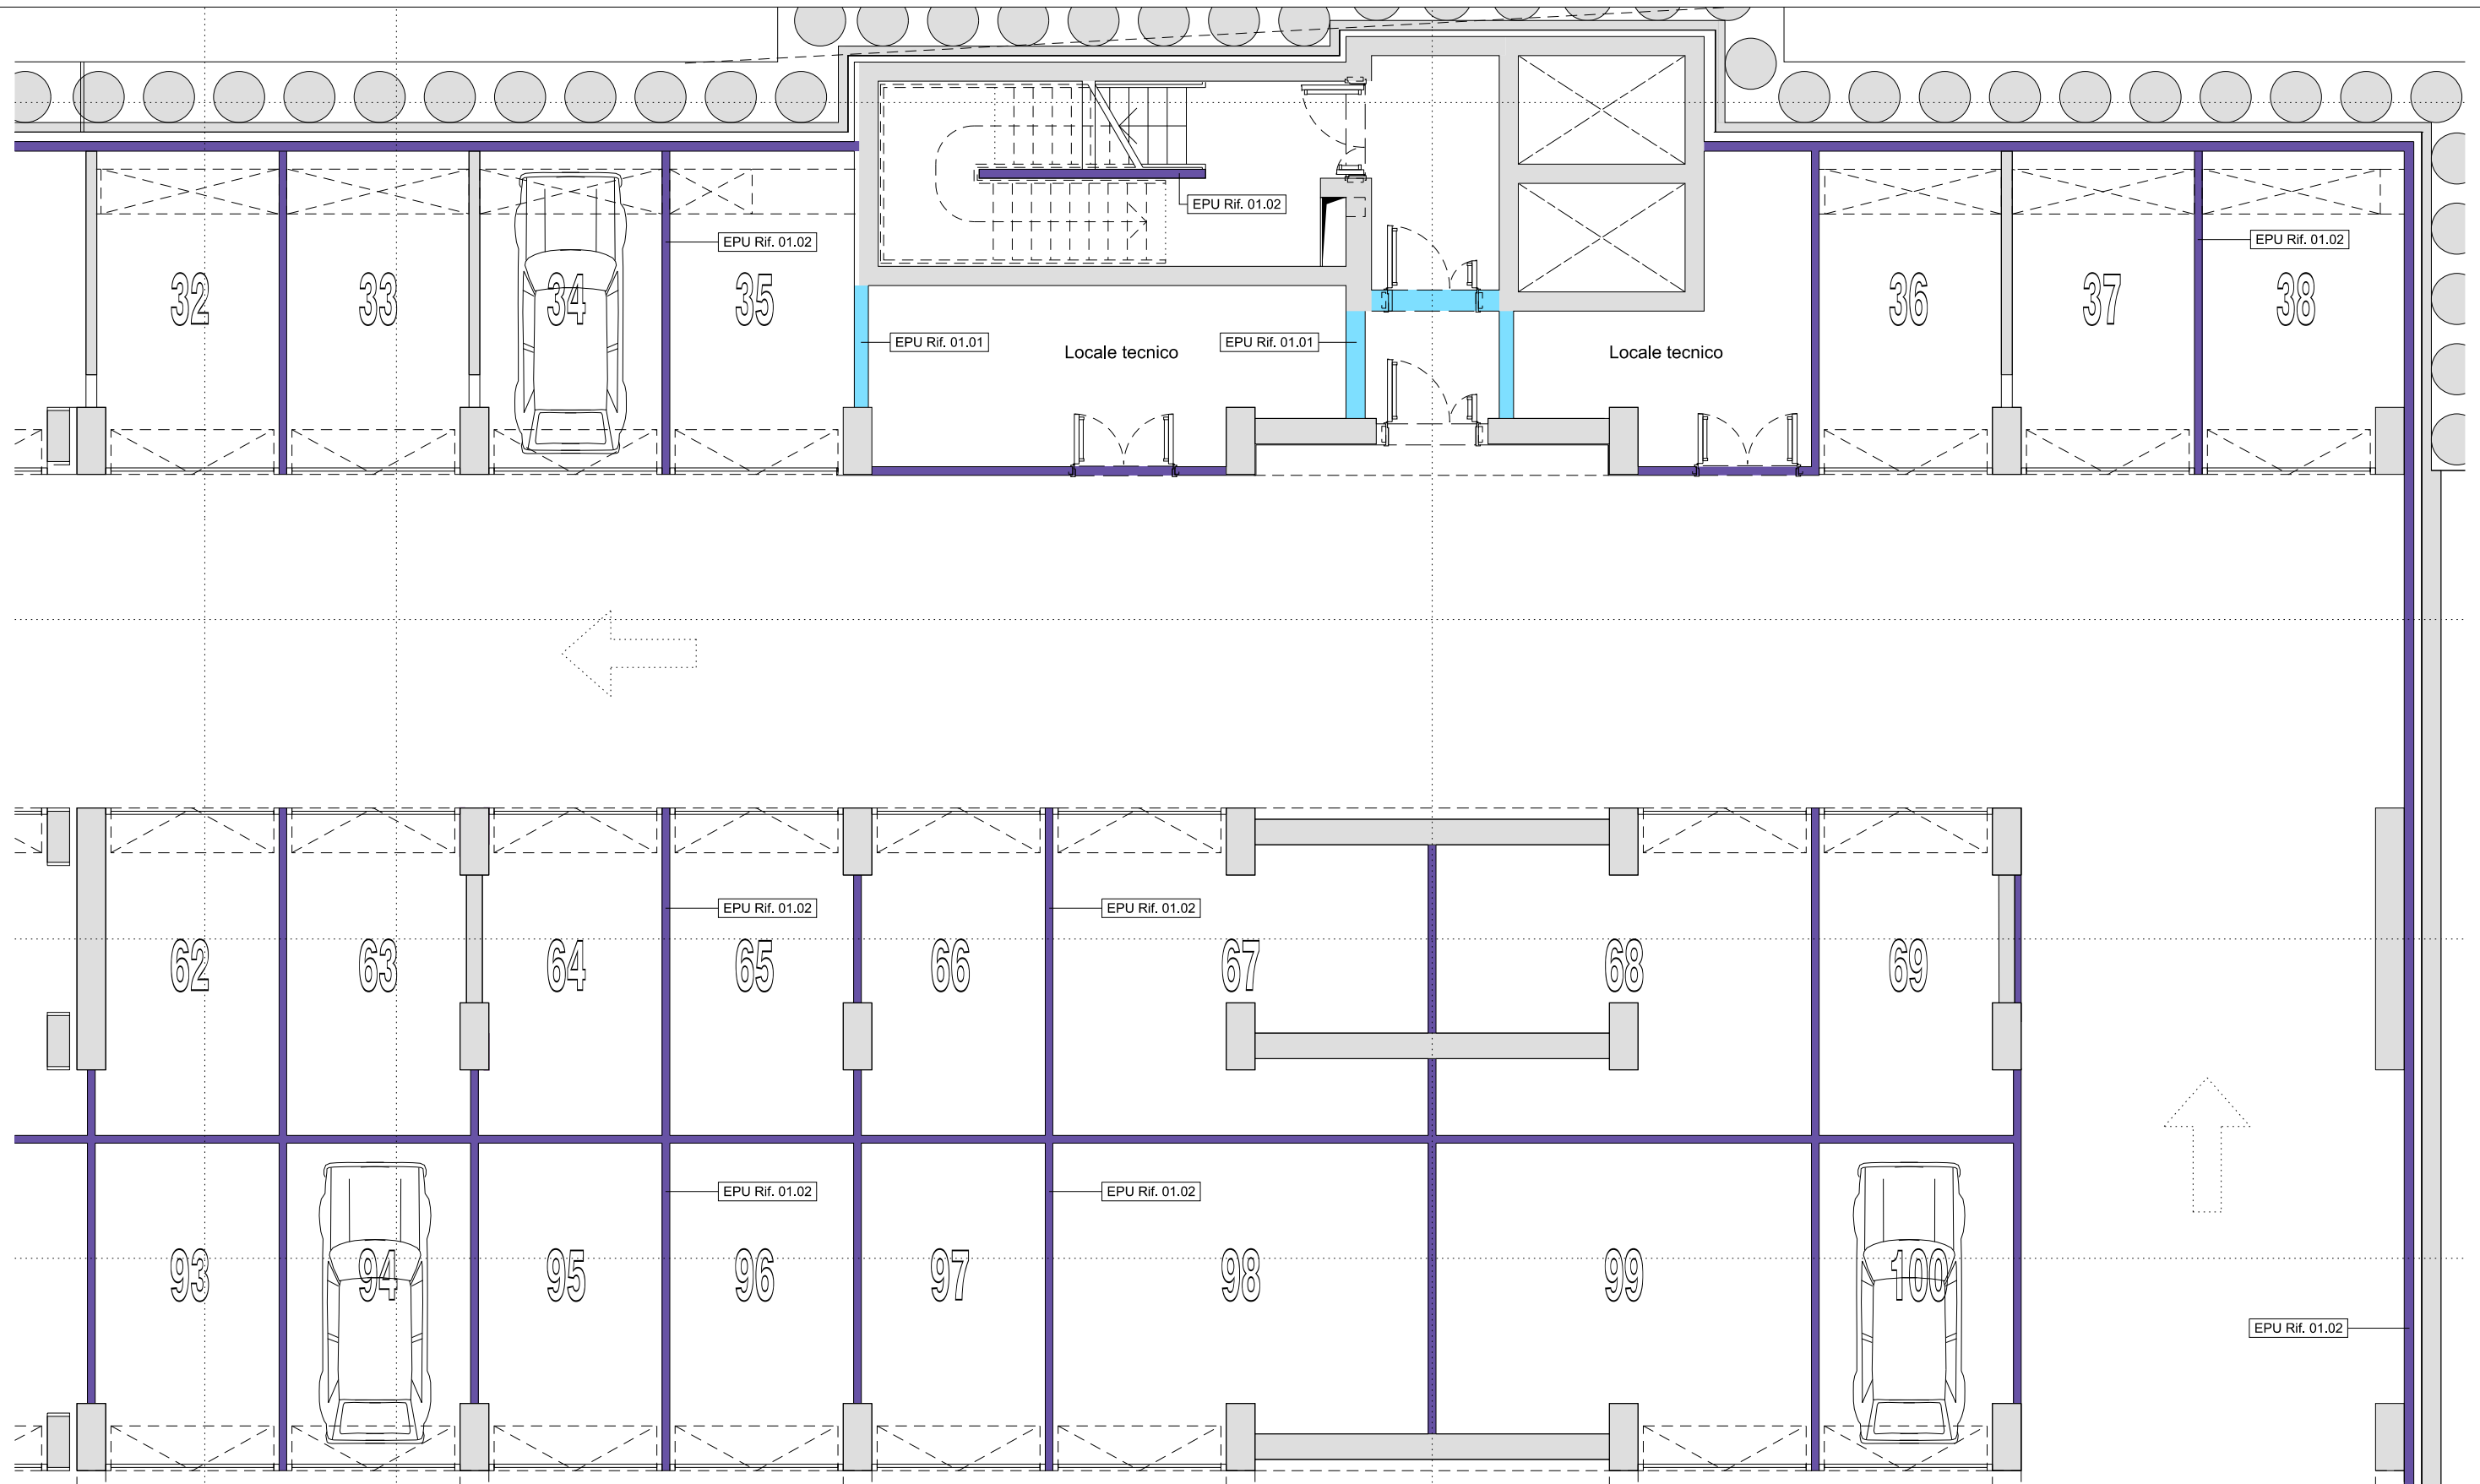 EPU Rif. 01.02
EPU Rif. 01.02
EPU Rif. 01.02
32
33
34
35
36
37
38
EPU Rif. 01.01
Locale tecnico
EPU Rif. 01.01
Locale tecnico
EPU Rif. 01.02
EPU Rif. 01.02
62
63
64
65
66
67
68
69
EPU Rif. 01.02
EPU Rif. 01.02
93
94
95
96
97
98
99
100
EPU Rif. 01.02